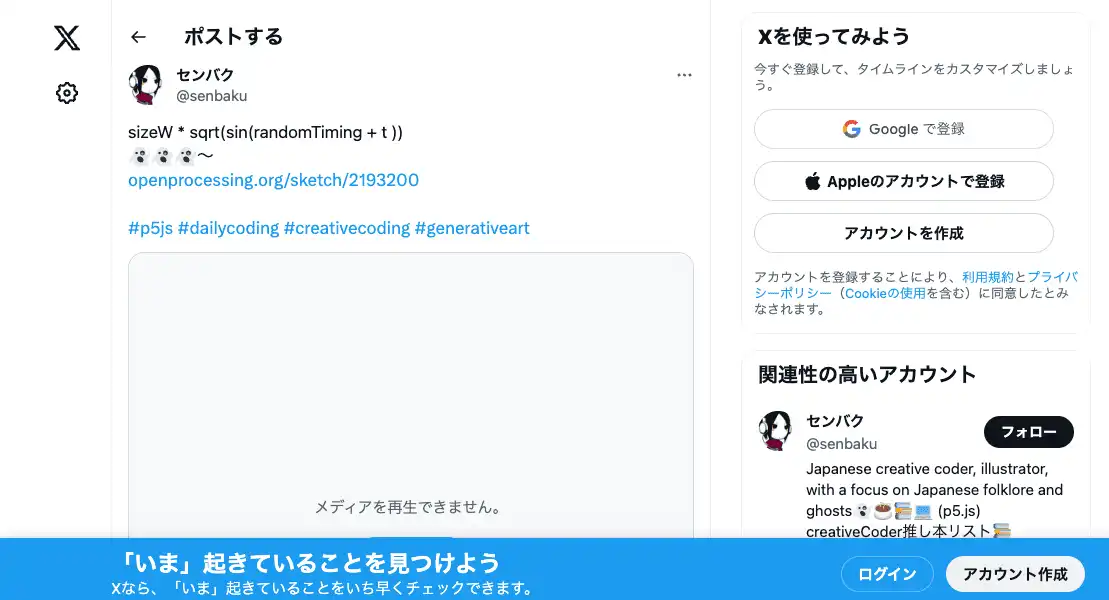 ポストする
センバク
@senbaku
sizeW * sqrt(sin(randomTiming + t ))
👻👻👻〜
openprocessing.org/sketch/2193200
#p5js #dailycoding #creativecoding #generativeart
メディアを再生できません。
Xを使ってみよう
今すぐ登録して、タイムラインをカスタマイズしましょ
う。
Google で登録
Appleのアカウントで登録
アカウントを作成
アカウントを登録することにより、利用規約とプライバ
シーポリシー（Cookieの使用を含む）に同意したとみ
なされます。
関連性の高いアカウント
センバク
@senbaku
フォロー
Japanese creative coder, illustrator,
with a focus on Japanese folklore and
ghosts 👻☕📚💻 (p5.js)
creativeCoder推し本リスト📚
「いま」起きていることを見つけよう
Xなら、「いま」起きていることをいち早くチェックできます。
ログイン
アカウント作成